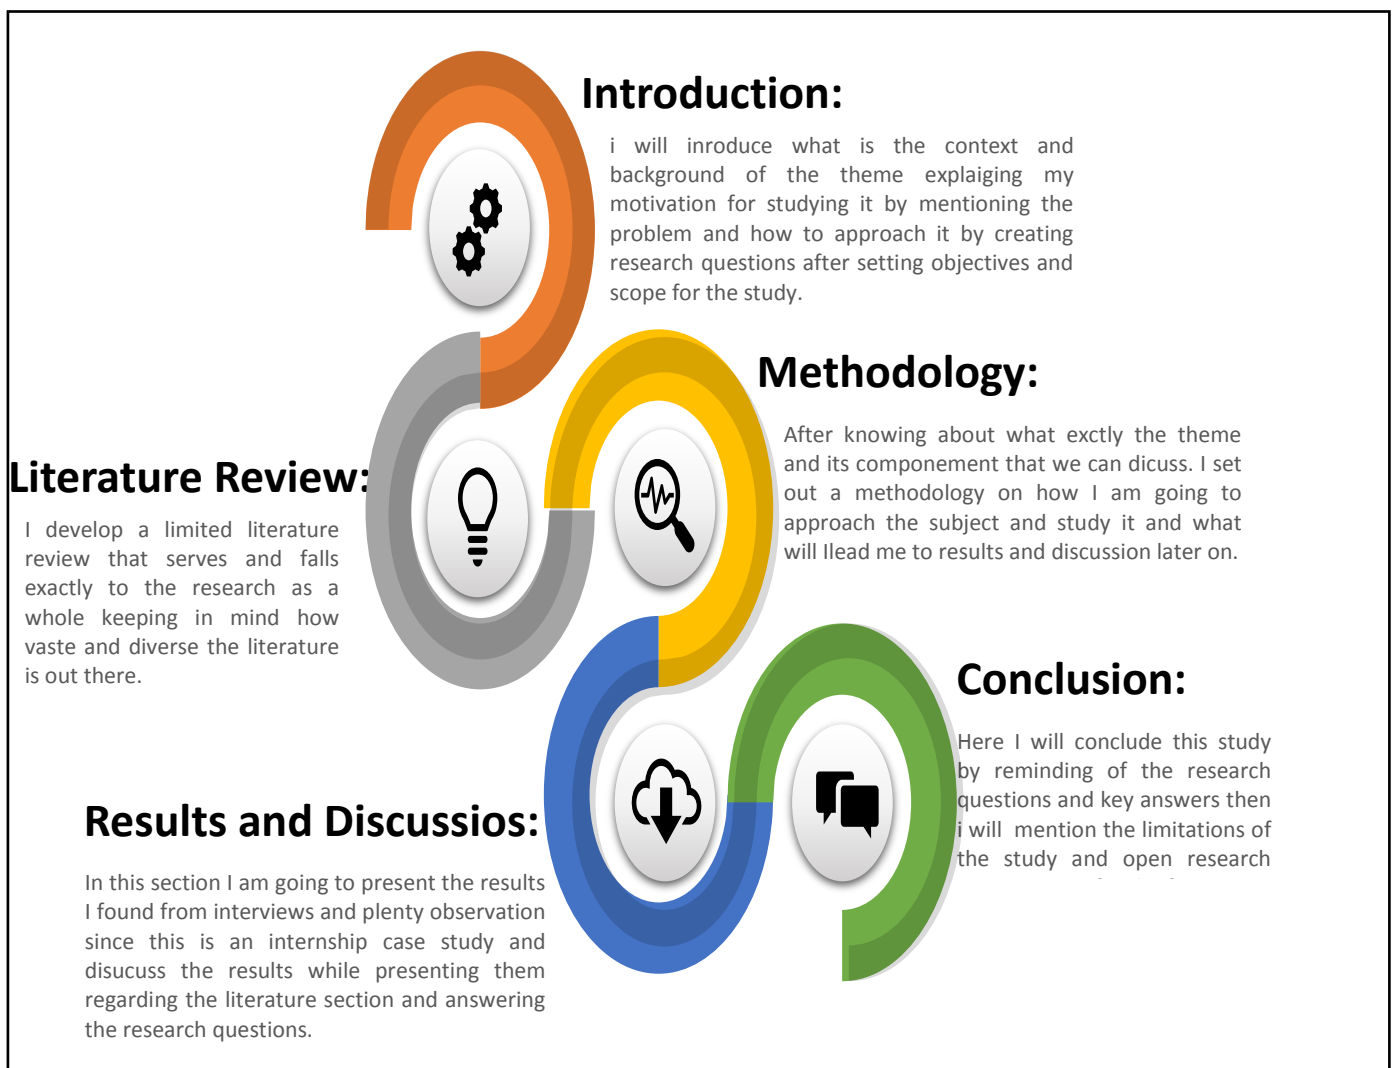 Introduction:
i will inroduce what is the context and
background of the theme explaiging my
motivation for studying it by mentioning the
problem and how to approach it by creating
research questions after setting objectives and
scope for the study.
Literature Review:
I develop a limited literature
review that serves and falls
exactly to the research as a
whole keeping in mind how
vaste and diverse the literature
is out there.
Methodology:
After knowing about what exctly the theme
and its componement that we can dicuss. I set
out a methodology on how I am going to
approach the subject and study it and what
will Ilead me to results and discussion later on.
Results and Discussios:
In this section I am going to present the results
I found from interviews and plenty observation
since this is an internship case study and
disucuss the results while presenting them
regarding the literature section and answering
the research questions.
Conclusion:
Here I will conclude this study
by reminding of the research
questions and key answers then
i will mention the limitations of
the study and open research